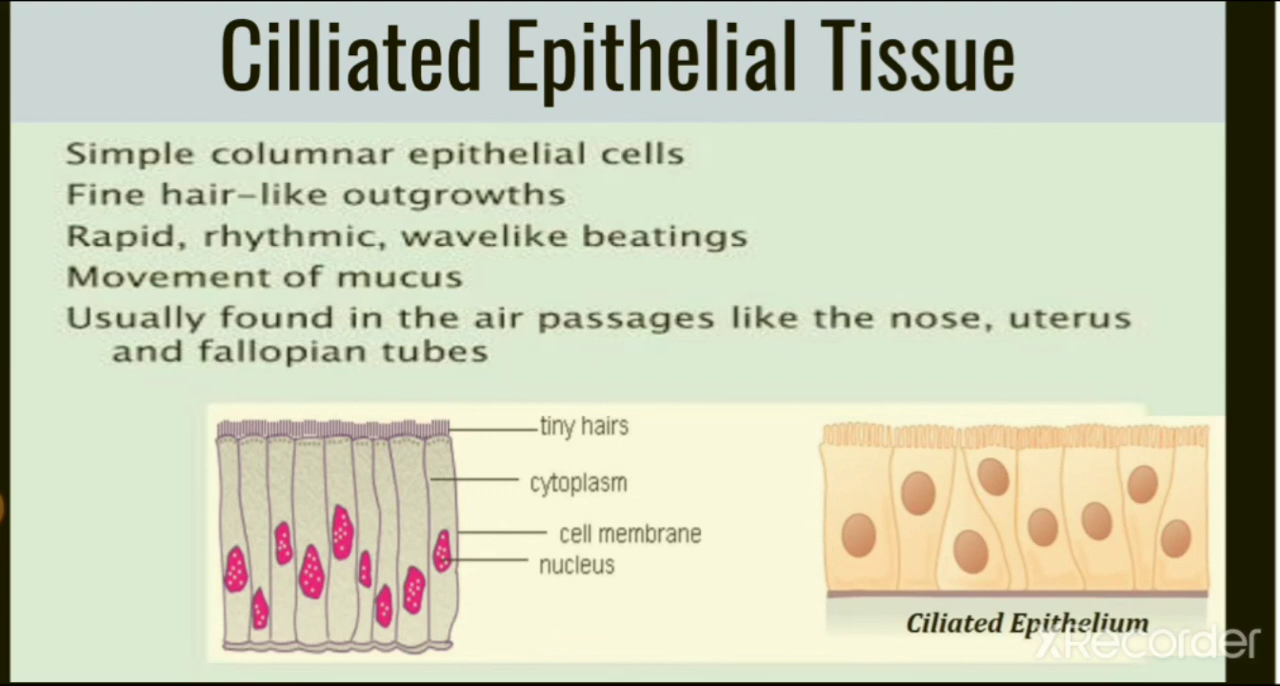 Cilliated Epithelial Tissue
Simple columnar epithelial cells
Fine hair-like outgrowths
Rapid, rhythmic, wavelike beatings
Movement of mucus
Usually found in the air passages like the nose, uterus
and fallopian tubes
tiny hairs
cytoplasm
cell membrane
nucleus
Ciliated Epithelium
XRecorder